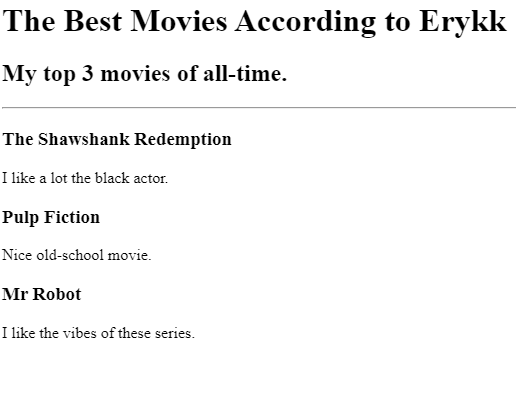 The Best Movies According to Erykk
My top 3 movies of all-time.
The Shawshank Redemption
I like a lot the black actor.
Pulp Fiction
Nice old-school movie.
Mr Robot
I like the vibes of these series.